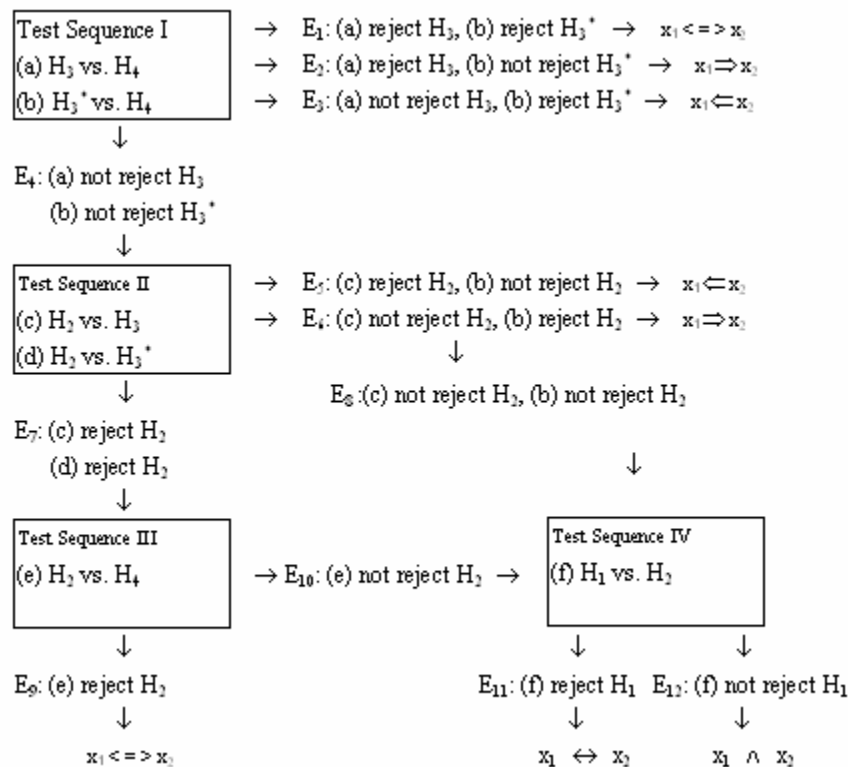 Test Sequence I → E₁: (a) reject H₃, (b) reject H₃* → x₁<=>x₂
(a) H₃ vs. H₄ → E₂: (a) reject H₃, (b) not reject H₃* → x₁⇒x₂
(b) H₃* vs. H₄ → E₃: (a) not reject H₃, (b) reject H₃* → x₁⇐x₂
↓
E₄: (a) not reject H₃
(b) not reject H₃*
↓
Test Sequence II → E₅: (c) reject H₂, (b) not reject H₂ → x₁⇐x₂
(c) H₂ vs. H₃ → E₆: (c) not reject H₂, (b) reject H₂ → x₁⇒x₂
(d) H₂ vs. H₃*
↓ ↓
E₈:(c) not reject H₂, (b) not reject H₂
E₇: (c) reject H₂
(d) reject H₂
↓ ↓
Test Sequence III
(e) H₂ vs. H₄ → E₁₀: (e) not reject H₂ →
Test Sequence IV
(f) H₁ vs. H₂
↓ ↓ ↓
E₉: (e) reject H₂
E₁₁: (f) reject H₁ E₁₂: (f) not reject H₁
↓ ↓ ↓
x₁<=>x₂
x₁ ↔ x₂ x₁ ∩ x₂